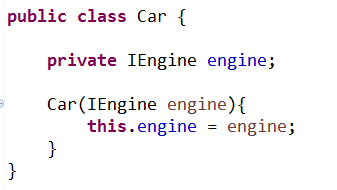 public class Car {
private IEngine engine;
Car(IEngine engine){
this.engine = engine;
}
}